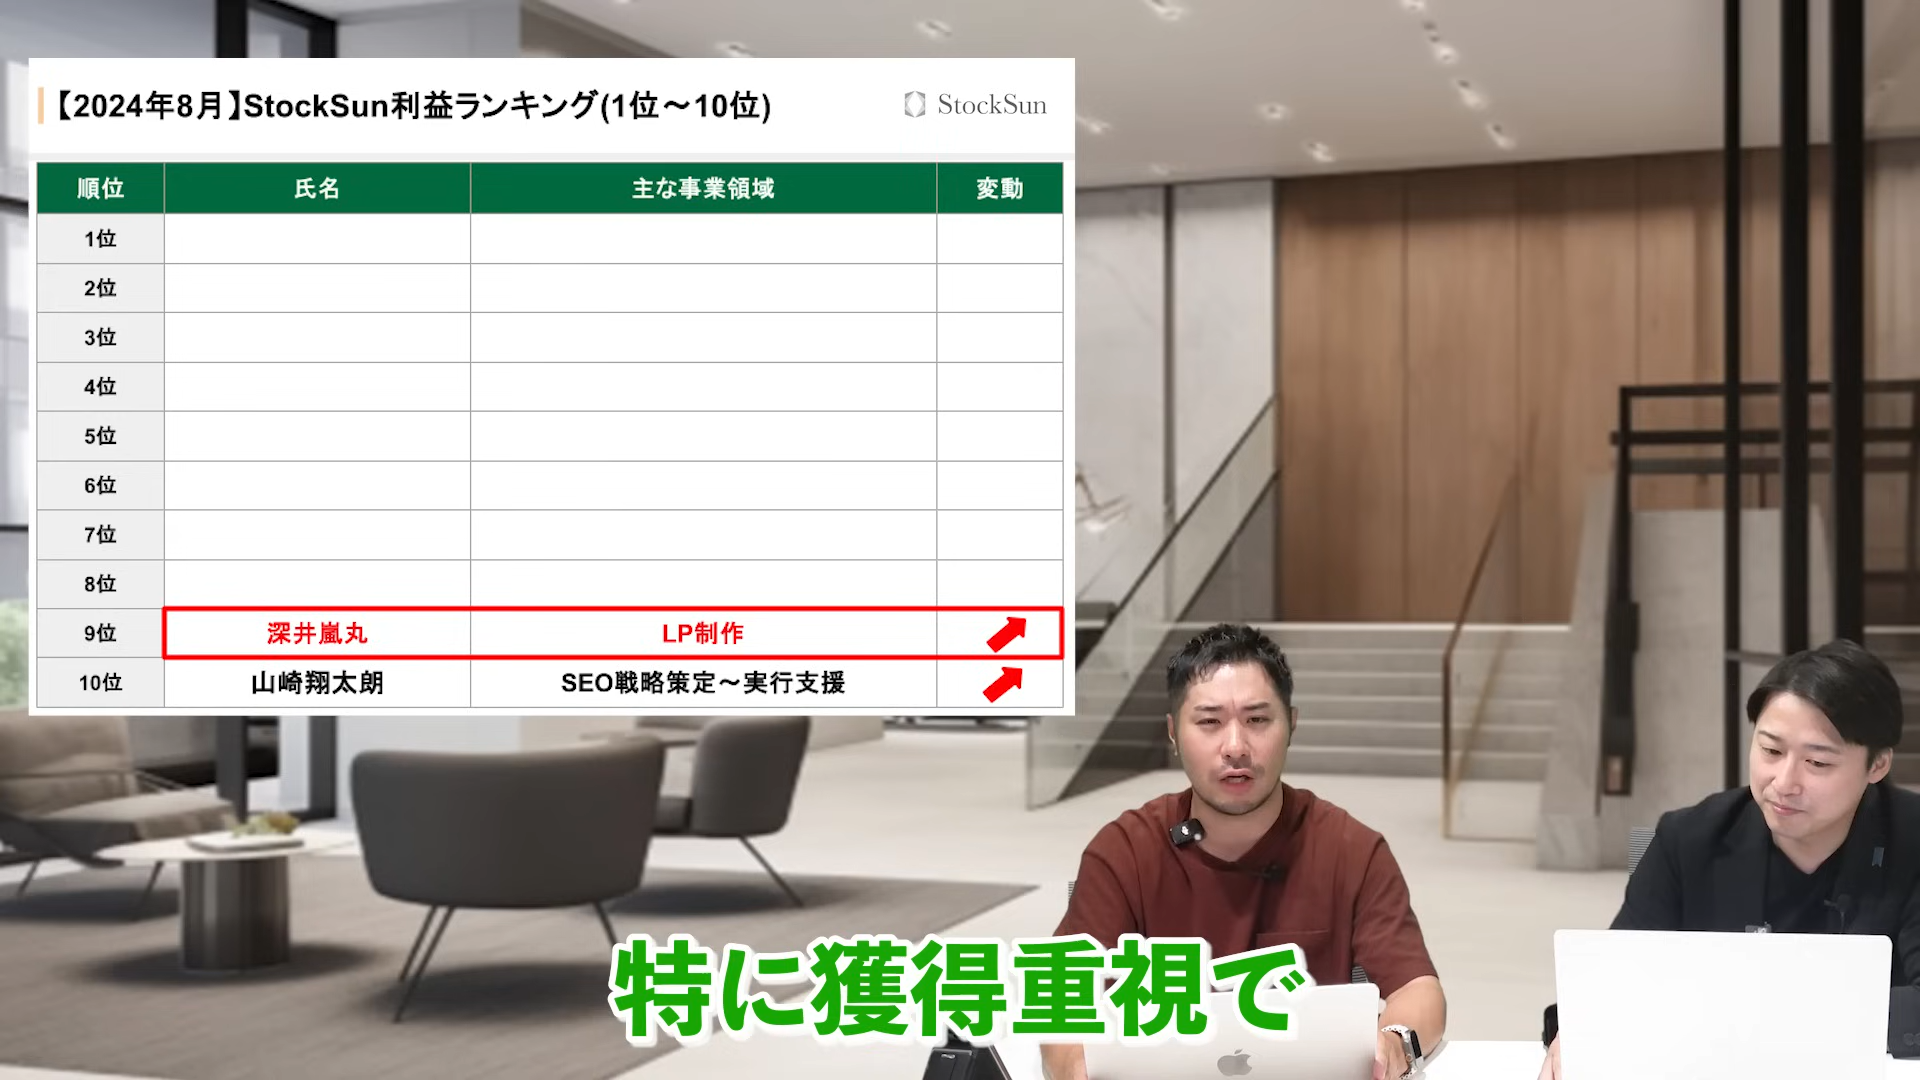 【2024年8月】StockSun利益ランキング(1位～10位)
StockSun
順位 氏名 主な事業領域 変動
1位
2位
3位
4位
5位
6位
7位
8位
9位 深井嵐丸 LP制作
10位 山崎翔太朗 SEO戦略策定～実行支援
特に獲得重視で